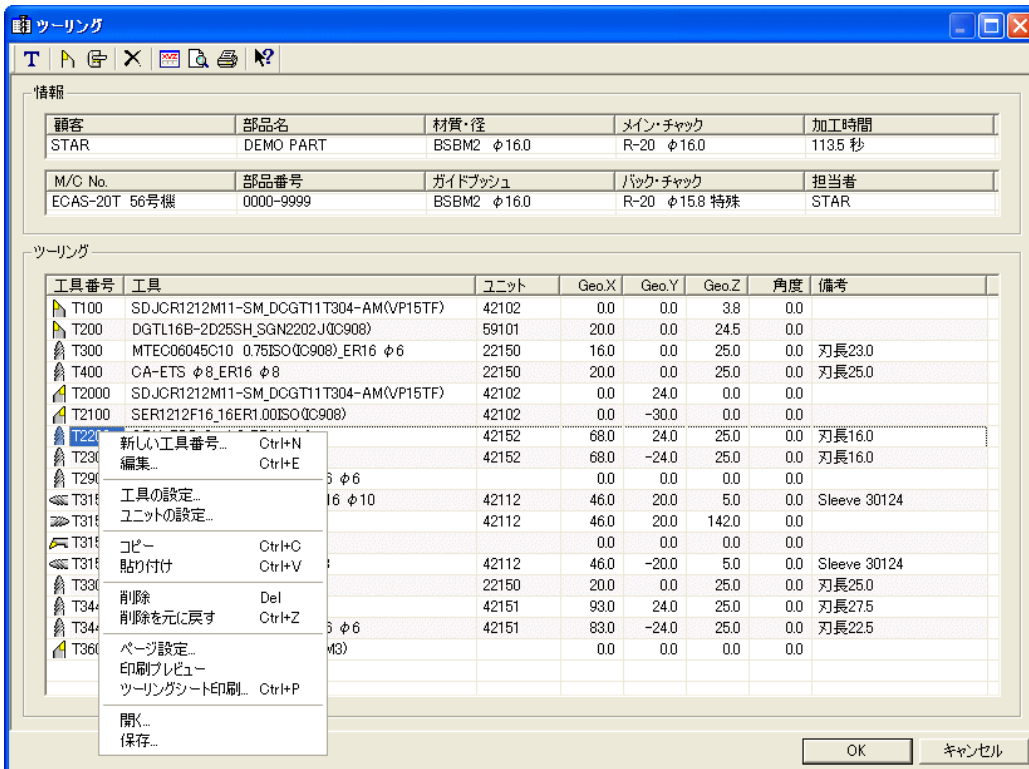 ツーリング
T
XYZ
情報
顧客 部品名 材質・径 メイン・チャック 加工時間
STAR DEMO PART BSBM2 φ16.0 R-20 φ16.0 113.5 秒
M/C No. 部品番号 ガイドブッシュ バック・チャック 担当者
ECAS-20T 56号機 0000-9999 BSBM2 φ16.0 R-20 φ15.8 特殊 STAR
ツーリング
工具番号 工具 ユニット Geo.X Geo.Y Geo.Z 角度 備考
T100 SDJCR1212M11-SM_DCGT11T304-AM(VP15TF) 42102 0.0 0.0 3.8 0.0
T200 DGTL16B-2D25SH_SGN2202J(IC908) 59101 20.0 0.0 24.5 0.0
T300 MTEC06045C10 0.75ISO(IC908)_ER16 φ6 22150 16.0 0.0 25.0 0.0 刃長23.0
T400 CA-ETS φ8_ER16 φ8 22150 20.0 0.0 25.0 0.0 刃長25.0
T2000 SDJCR1212M11-SM_DCGT11T304-AM(VP15TF) 42102 0.0 24.0 0.0 0.0
T2100 SER1212F16_16ER1.00ISO(IC908) 42102 0.0 -30.0 0.0 0.0
T220 42152 68.0 24.0 25.0 0.0 刃長16.0
T230 42152 68.0 -24.0 25.0 0.0 刃長16.0
T290 φ6 0.0 0.0 0.0 0.0
T315 16 φ10 42112 46.0 20.0 5.0 0.0 Sleeve 30124
T315 42112 46.0 20.0 142.0 0.0
T315 0.0 0.0 0.0 0.0
T315 42112 46.0 -20.0 5.0 0.0 Sleeve 30124
T330 22150 20.0 0.0 25.0 0.0 刃長25.0
T344 42151 93.0 24.0 25.0 0.0 刃長27.5
T344 φ6 42151 83.0 -24.0 25.0 0.0 刃長22.5
T360 M3) 0.0 0.0 0.0 0.0
新しい工具番号... Ctrl+N
編集... Ctrl+E
工具の設定...
ユニットの設定...
コピー Ctrl+C
貼り付け Ctrl+V
削除 Del
削除を元に戻す Ctrl+Z
ページ設定...
印刷プレビュー
ツーリングシート印刷... Ctrl+P
開く...
保存...
OK キャンセル